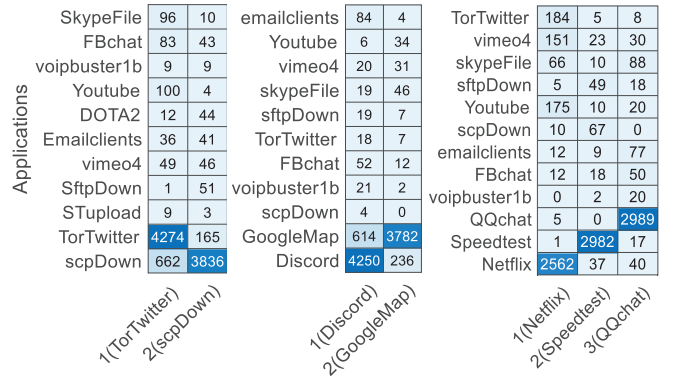 Applications
SkypeFile 96 10
FBchat 83 43
voipbuster1b 9 9
Youtube 100 4
DOTA2 12 44
Emailclients 36 41
vimeo4 49 46
SftpDown 1 51
STupload 9 3
TorTwitter 4274 165
scpDown 662 3836
1(TorTwitter)
2(scpDown)
emailclients 84 4
Youtube 6 34
vimeo4 20 31
skypeFile 19 46
sftpDown 19 7
TorTwitter 18 7
FBchat 52 12
voipbuster1b 21 2
scpDown 4 0
GoogleMap 614 3782
Discord 4250 236
1(Discord)
2(GoogleMap)
TorTwitter 184 5 8
vimeo4 151 23 30
skypeFile 66 10 88
sftpDown 5 49 18
Youtube 175 10 20
scpDown 10 67 0
emailclients 12 9 77
FBchat 12 18 50
voipbuster1b 0 2 20
QQchat 5 0 2989
Speedtest 1 2982 17
Netflix 2562 37 40
1(Netflix)
2(Speedtest)
3(QQchat)